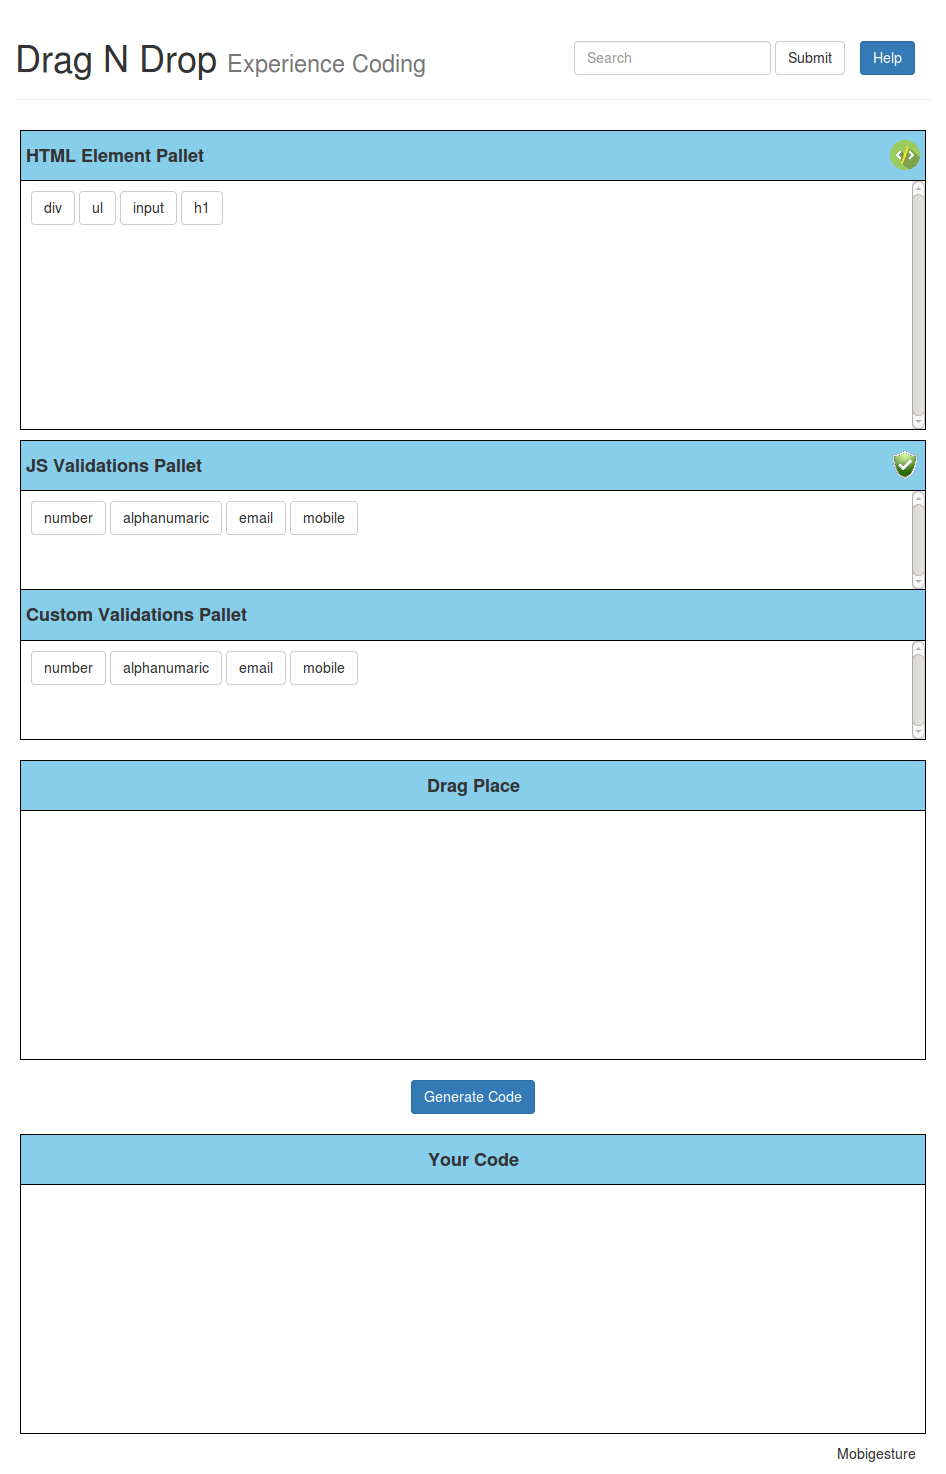 Drag N Drop Experience Coding
Search Submit Help
HTML Element Pallet
div ul input h1
JS Validations Pallet
number alphanumaric email mobile
Custom Validations Pallet
number alphanumaric email mobile
Drag Place
Generate Code
Your Code
Mobigesture